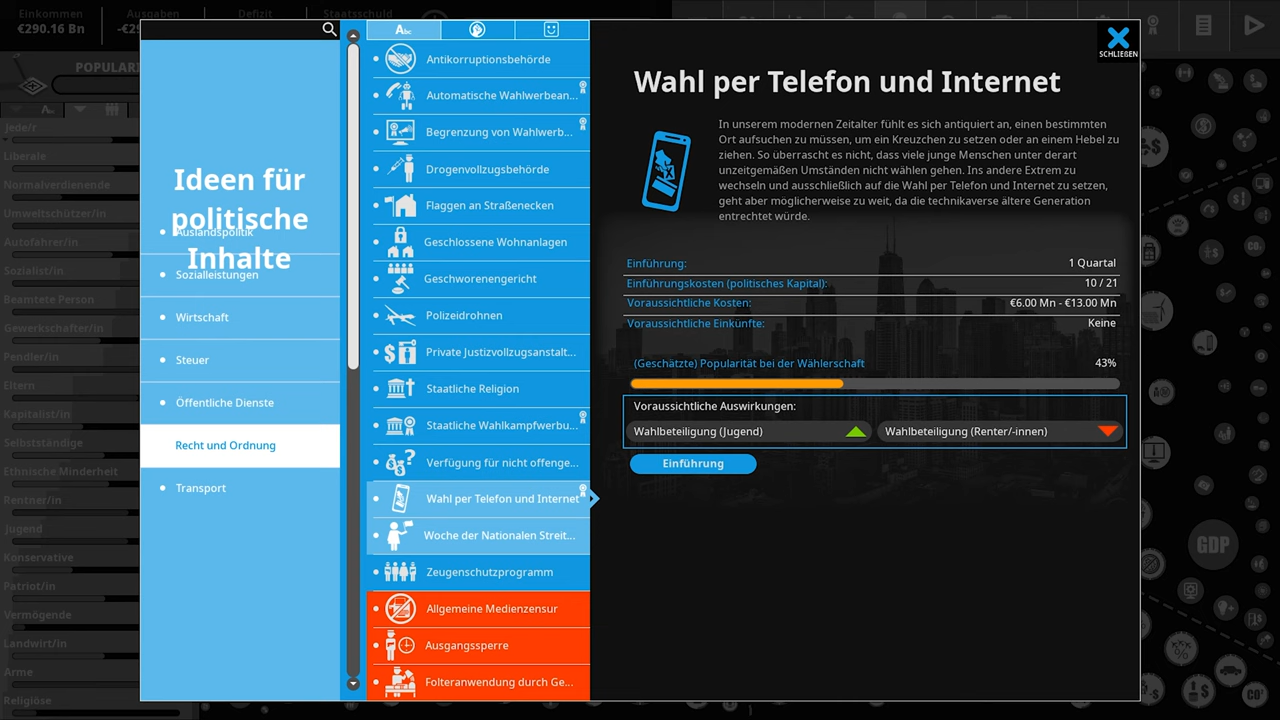 Einkommen
Ausgaben
Defizit
Staatsschuld
€290.16 Bn
POPULARI
Jede/r
Liberale
Normalverdienende
Umweltschützer/in
Autofahrer/in
Sozialist/in
Beamtete Person
Gewerkschafter/in
Pendler/in
Eltern
Kapitalist/in
Selbstständige
Ethnische Minderheit
Rentner/in
Jugend
Konservative
Patriot/in
Vermögende
Landwirt/in
Arme
Religiöse
Ideen für
politische
Inhalte
Auslandspolitik
Sozialleistungen
Wirtschaft
Steuer
Öffentliche Dienste
Recht und Ordnung
Transport
Abc
Antikorruptionsbehörde
Automatische Wahlwerbean...
Begrenzung von Wahlwerb...
Drogenvollzugsbehörde
Flaggen an Straßenecken
Geschlossene Wohnanlagen
Geschworenengericht
Polizeidrohnen
Private Justizvollzugsanstalt...
Staatliche Religion
Staatliche Wahlkampfwerbu...
Verfügung für nicht offenge...
Wahl per Telefon und Internet
Woche der Nationalen Streit...
Zeugenschutzprogramm
Allgemeine Medienzensur
Ausgangssperre
Folteranwendung durch Ge...
SCHLIEßEN
Wahl per Telefon und Internet
In unserem modernen Zeitalter fühlt es sich antiquiert an, einen bestimmten
Ort aufsuchen zu müssen, um ein Kreuzchen zu setzen oder an einem Hebel zu
ziehen. So überrascht es nicht, dass viele junge Menschen unter derart
unzeitgemäßen Umständen nicht wählen gehen. Ins andere Extrem zu
wechseln und ausschließlich auf die Wahl per Telefon und Internet zu setzen,
geht aber möglicherweise zu weit, da die technikaverse ältere Generation
entrechtet würde.
Einführung: 1 Quartal
Einführungskosten (politisches Kapital): 10 / 21
Voraussichtliche Kosten: €6.00 Mn - €13.00 Mn
Voraussichtliche Einkünfte: Keine
(Geschätzte) Popularität bei der Wählerschaft 43%
Voraussichtliche Auswirkungen:
Wahlbeteiligung (Jugend) Wahlbeteiligung (Renter/-innen)
Einführung
GDP